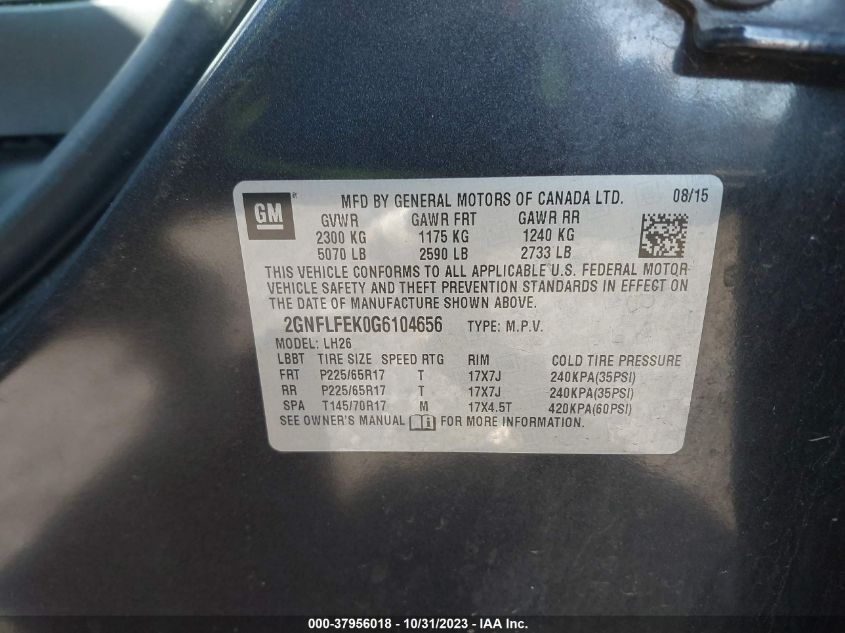 GM
MFD BY GENERAL MOTORS OF CANADA LTD. 08/15
GVWR GAWR FRT GAWR RR
2300 KG 1175 KG 1240 KG
5070 LB 2590 LB 2733 LB
THIS VEHICLE CONFORMS TO ALL APPLICABLE U.S. FEDERAL MOTOR
VEHICLE SAFETY AND THEFT PREVENTION STANDARDS IN EFFECT ON
THE DATE OF MANUFACTURE SHOWN ABOVE.
2GNFLFEK0G6104656 TYPE: M.P.V.
MODEL: LH26
LBBT TIRE SIZE SPEED RTG RIM COLD TIRE PRESSURE
FRT P225/65R17 T 17X7J 240KPA(35PSI)
RR P225/65R17 T 17X7J 240KPA(35PSI)
SPA T145/70R17 M 17X4.5T 420KPA(60PSI)
SEE OWNER'S MANUAL FOR MORE INFORMATION.
000-37956018 - 10/31/2023 - IAA Inc.